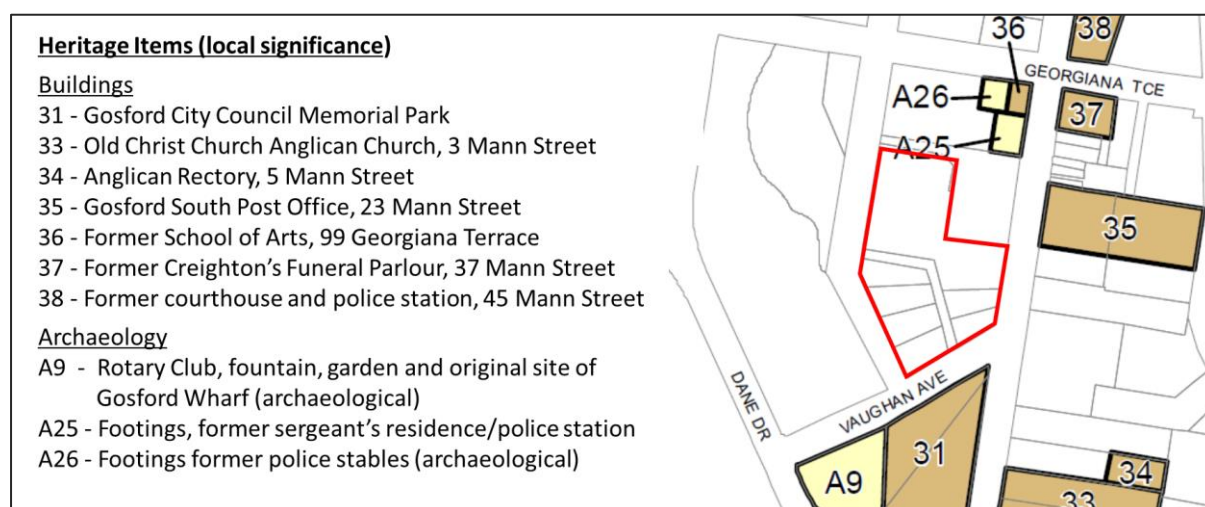 Heritage Items (local significance)
Buildings
31 - Gosford City Council Memorial Park
33 - Old Christ Church Anglican Church, 3 Mann Street
34 - Anglican Rectory, 5 Mann Street
35 - Gosford South Post Office, 23 Mann Street
36 - Former School of Arts, 99 Georgiana Terrace
37 - Former Creighton’s Funeral Parlour, 37 Mann Street
38 - Former courthouse and police station, 45 Mann Street
Archaeology
A9 - Rotary Club, fountain, garden and original site of
Gosford Wharf (archaeological)
A25 - Footings, former sergeant’s residence/police station
A26 - Footings former police stables (archaeological)
36
38
GEORGIANA TCE
A26
37
A25
35
DANE DR
VAUGHAN AVE
31
A9
34
33